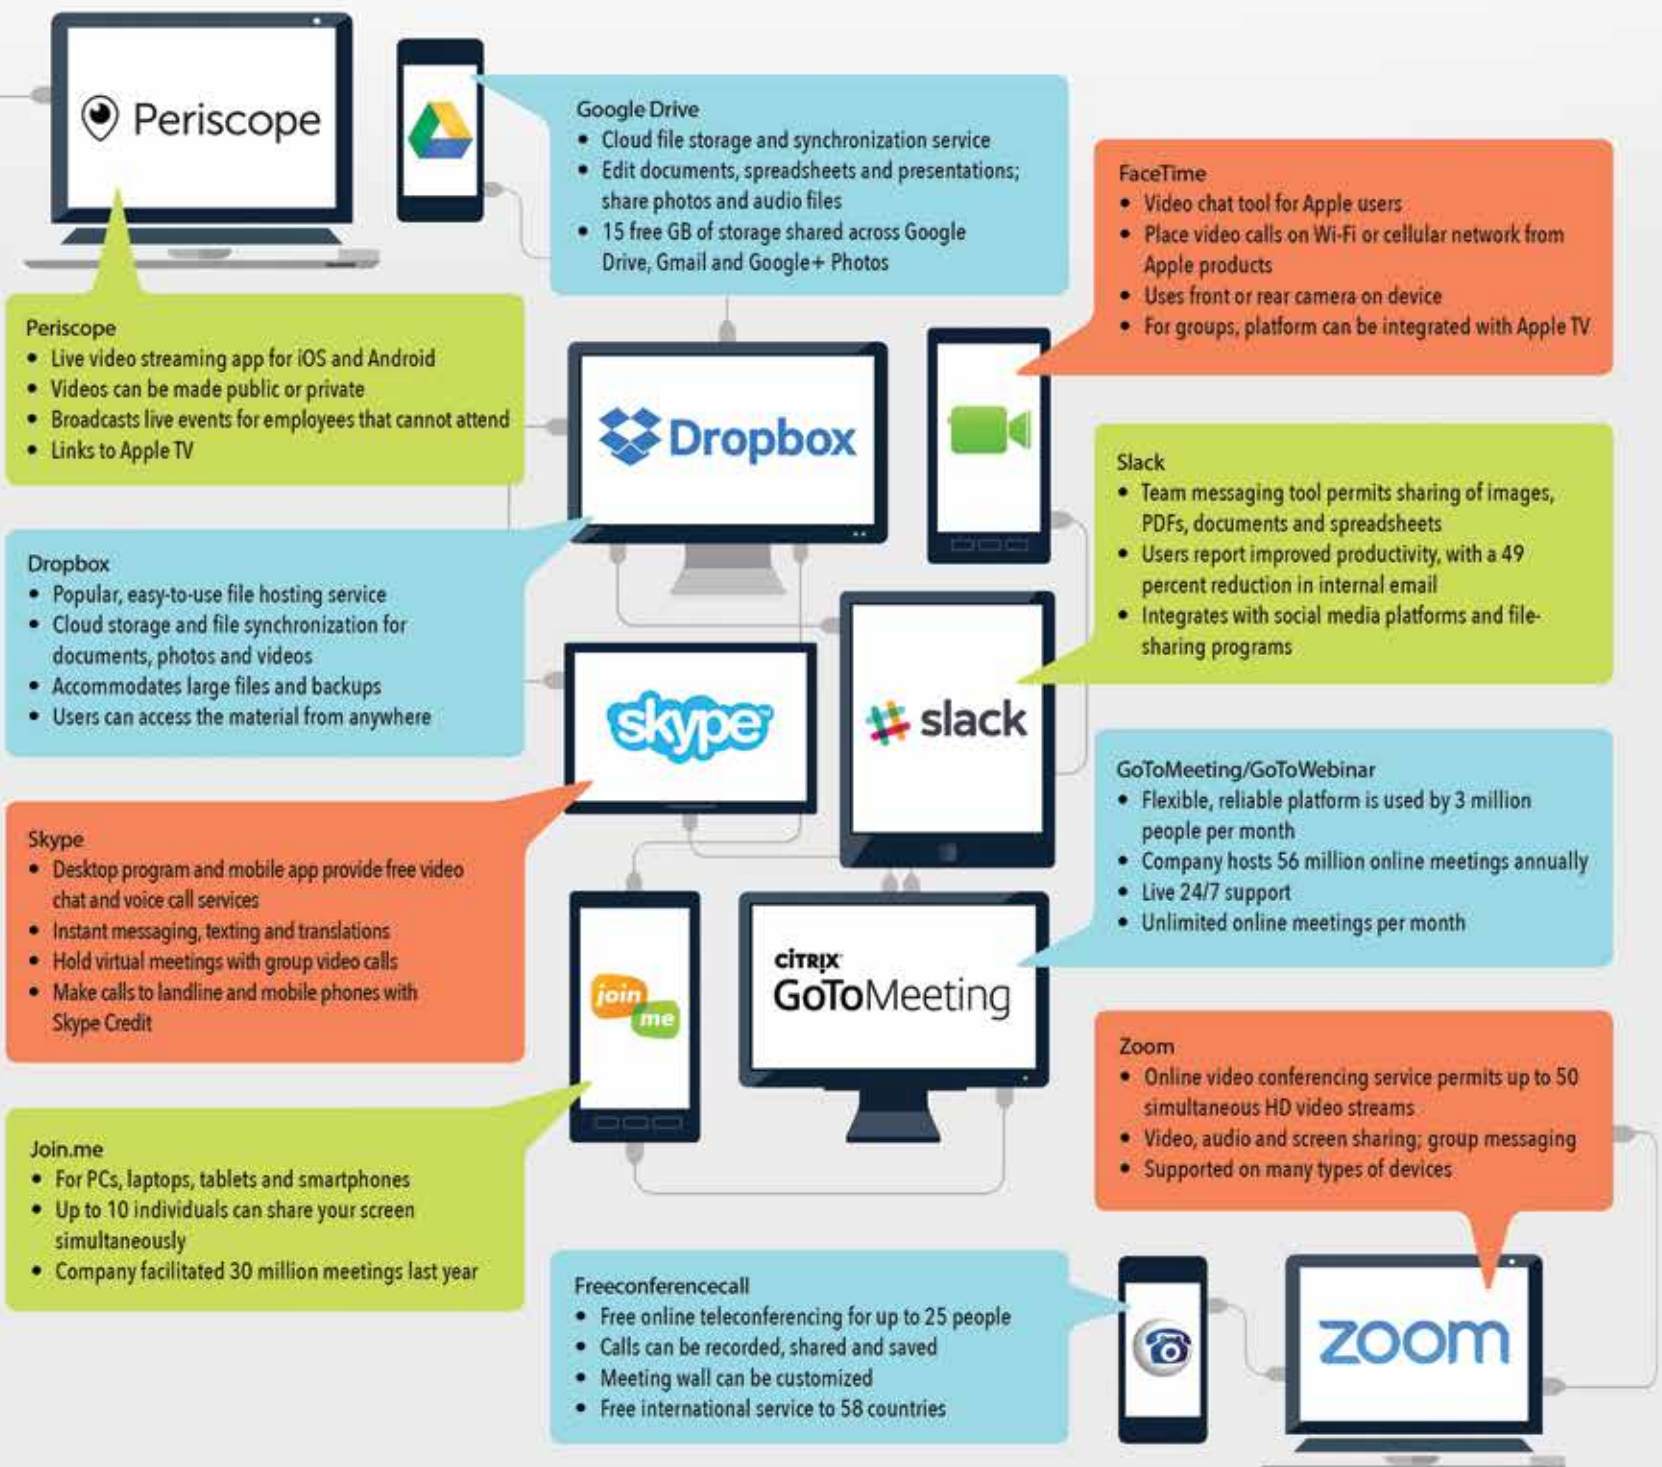 Periscope
Google Drive
• Cloud file storage and synchronization service
• Edit documents, spreadsheets and presentations;
share photos and audio files
• 15 free GB of storage shared across Google
Drive, Gmail and Google+ Photos
FaceTime
• Video chat tool for Apple users
• Place video calls on Wi-Fi or cellular network from
Apple products
• Uses front or rear camera on device
• For groups, platform can be integrated with Apple TV
Periscope
• Live video streaming app for iOS and Android
• Videos can be made public or private
• Broadcasts live events for employees that cannot attend
• Links to Apple TV
Dropbox
Slack
• Team messaging tool permits sharing of images,
PDFs, documents and spreadsheets
• Users report improved productivity, with a 49
percent reduction in internal email
• Integrates with social media platforms and file-
sharing programs
Dropbox
• Popular, easy-to-use file hosting service
• Cloud storage and file synchronization for
documents, photos and videos
• Accommodates large files and backups
• Users can access the material from anywhere
skype™
slack
GoToMeeting/GoToWebinar
• Flexible, reliable platform is used by 3 million
people per month
• Company hosts 56 million online meetings annually
• Live 24/7 support
• Unlimited online meetings per month
Skype
• Desktop program and mobile app provide free video
chat and voice call services
• Instant messaging, texting and translations
• Hold virtual meetings with group video calls
• Make calls to landline and mobile phones with
Skype Credit
join
me
CİTRIX
GoToMeeting
Zoom
• Online video conferencing service permits up to 50
simultaneous HD video streams
• Video, audio and screen sharing; group messaging
• Supported on many types of devices
Join.me
• For PCs, laptops, tablets and smartphones
• Up to 10 individuals can share your screen
simultaneously
• Company facilitated 30 million meetings last year
Freeconferencecall
• Free online teleconferencing for up to 25 people
• Calls can be recorded, shared and saved
• Meeting wall can be customized
• Free international service to 58 countries
zoom